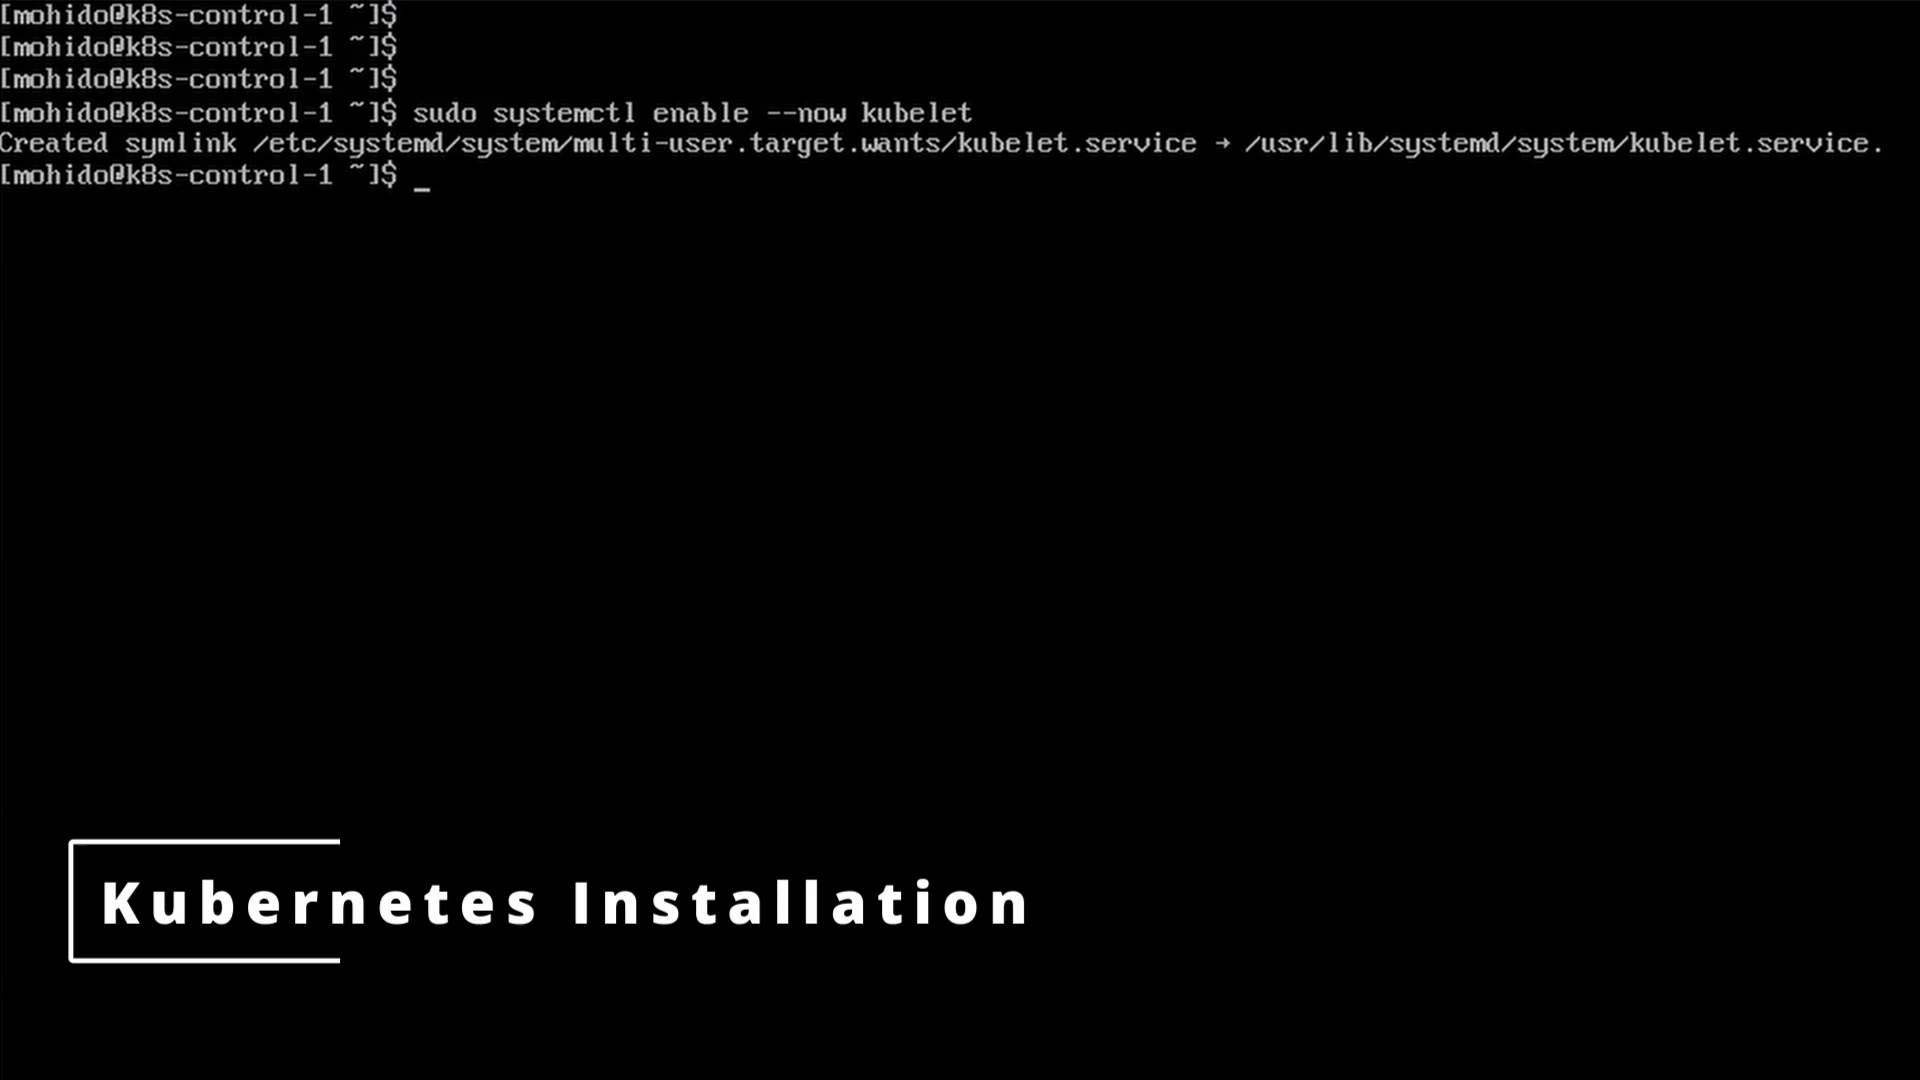 [mohido@k8s-control-1 ~]$
[mohido@k8s-control-1 ~]$
[mohido@k8s-control-1 ~]$
[mohido@k8s-control-1 ~]$ sudo systemctl enable --now kubelet
Created symlink /etc/systemd/system/multi-user.target.wants/kubelet.service → /usr/lib/systemd/system/kubelet.service.
[mohido@k8s-control-1 ~]$ _
Kubernetes Installation